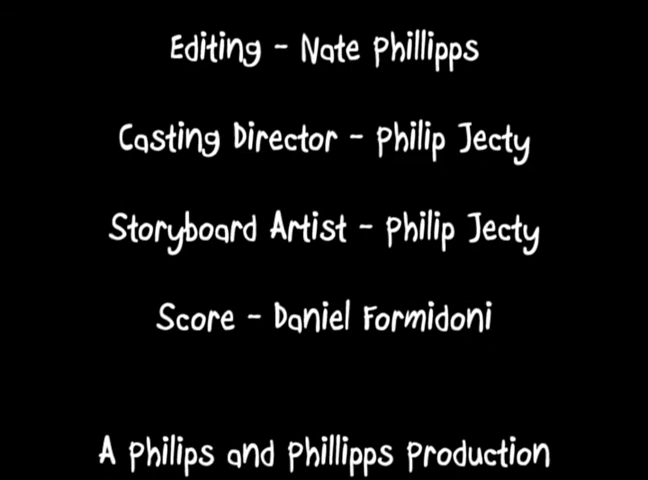 Editing - Nate Phillipps
Casting Director - Philip Jecty
Storyboard Artist - Philip Jecty
Score - Daniel Formidoni
A Philips and Phillipps Production